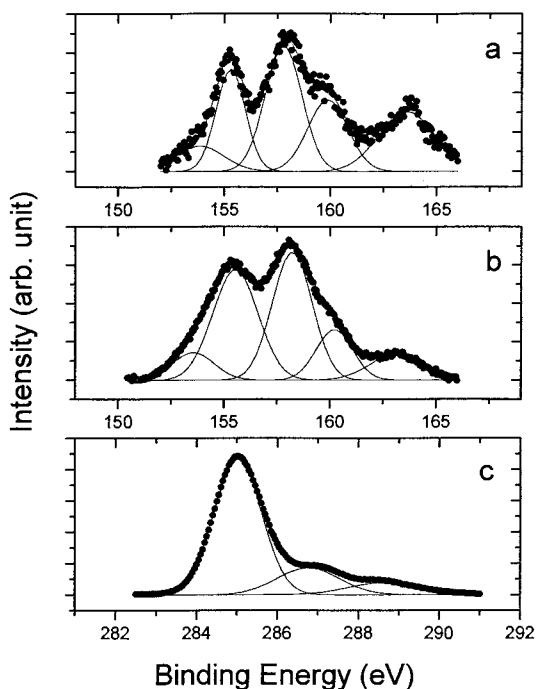 a
150 155 160 165
b
150 155 160 165
c
282 284 286 288 290 292
Intensity (arb. unit)
Binding Energy (eV)